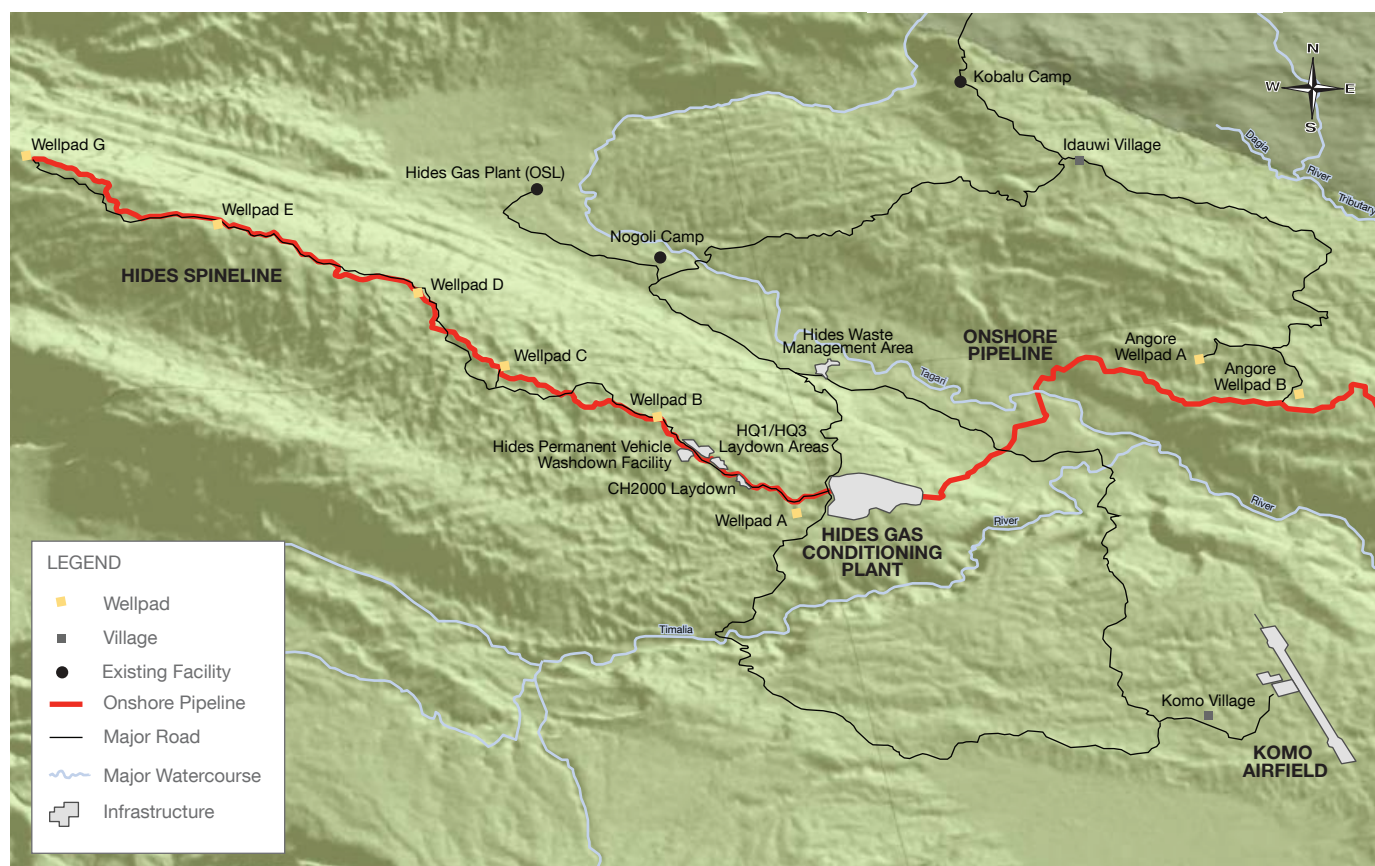 N
W
E
S
Kobalu Camp
Dagia
River
Tributary
Idauwi Village
Wellpad G
Hides Gas Plant (OSL)
Wellpad E
Nogoli Camp
HIDES SPINELINE
Wellpad D
Hides Waste
Management Area
ONSHORE
PIPELINE
Angore
Wellpad A
Wellpad C
Tagari
Angore
Wellpad B
Wellpad B
HQ1/HQ3
Laydown Areas
Hides Permanent Vehicle
Washdown Facility
CH2000 Laydown
River
Wellpad A
River
HIDES GAS
CONDITIONING
PLANT
Timalia
Komo Village
KOMO
AIRFIELD
LEGEND
Wellpad
Village
Existing Facility
Onshore Pipeline
Major Road
Major Watercourse
Infrastructure